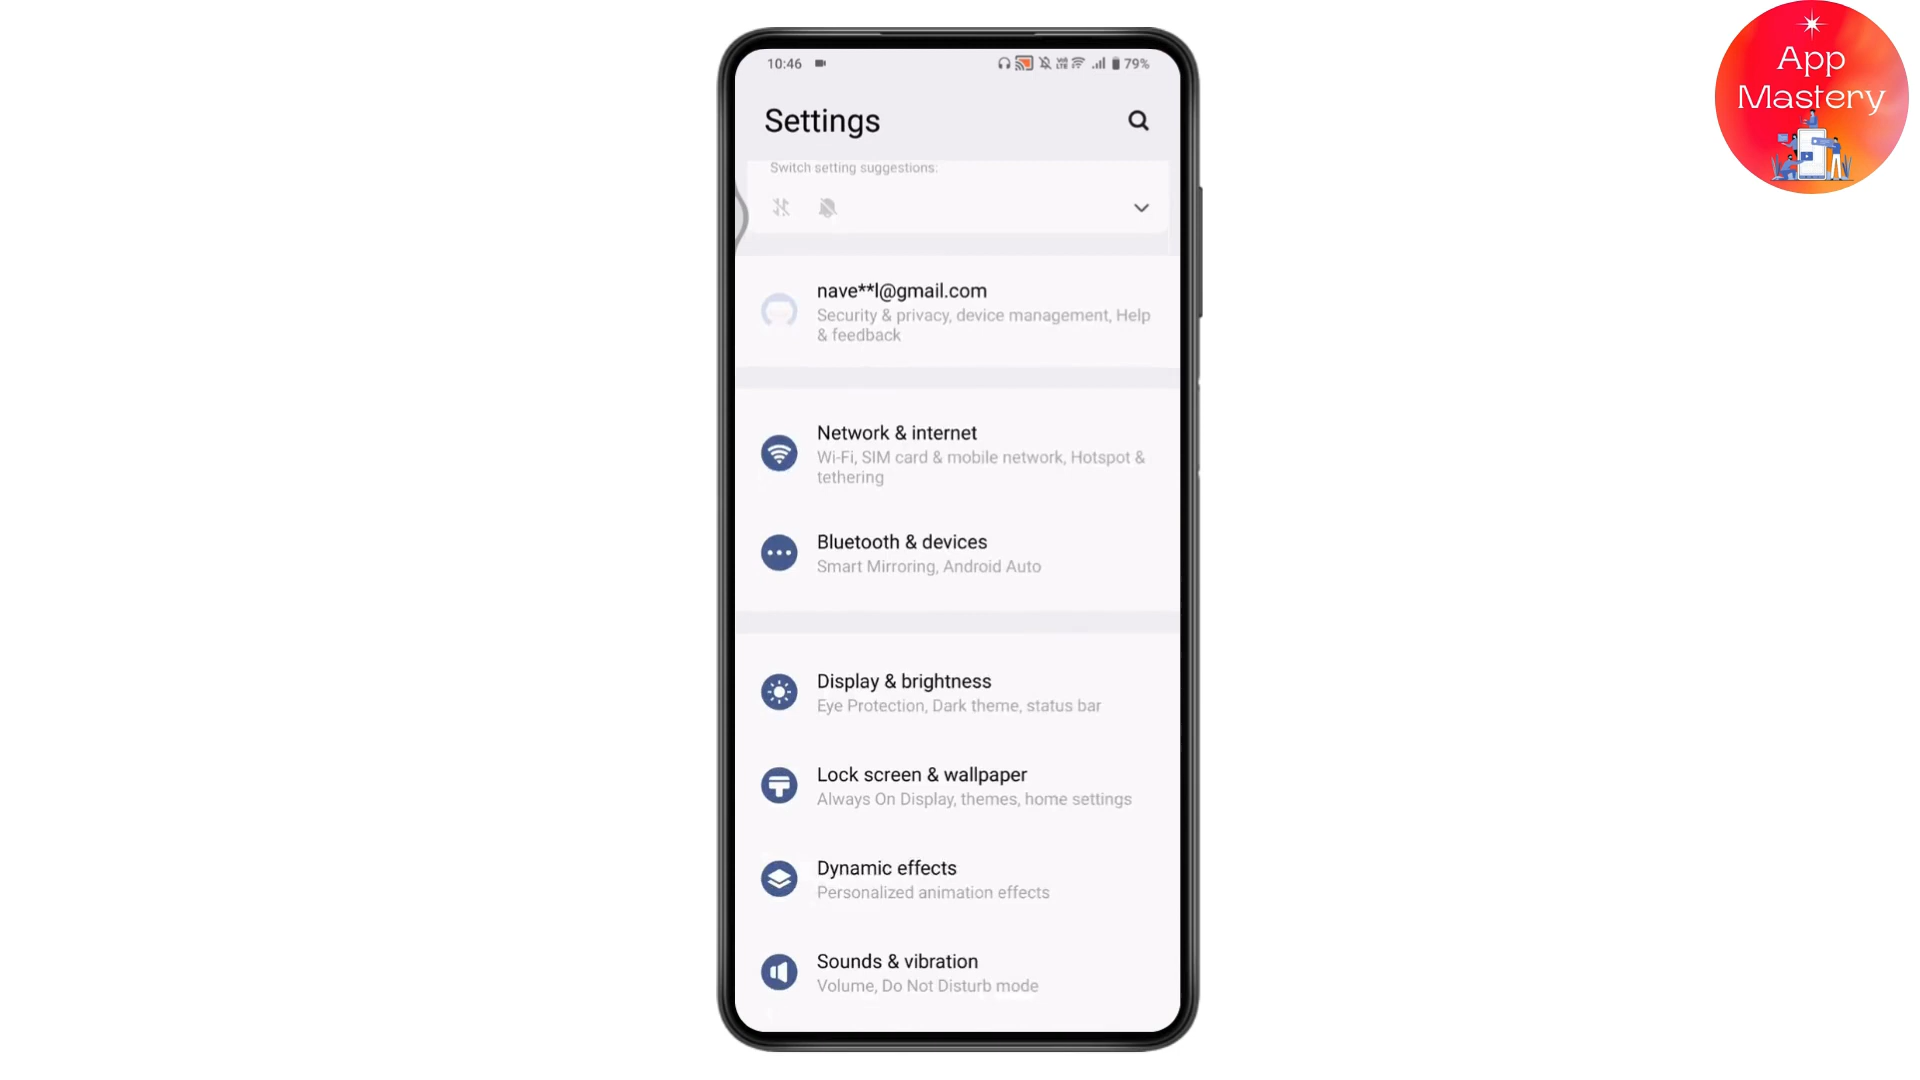 App
Mastery
10:46
79%
Settings
Switch setting suggestions:
nave**l@gmail.com
Security & privacy, device management, Help
& feedback
Network & internet
Wi-Fi, SIM card & mobile network, Hotspot &
tethering
Bluetooth & devices
Smart Mirroring, Android Auto
Display & brightness
Eye Protection, Dark theme, status bar
Lock screen & wallpaper
Always On Display, themes, home settings
Dynamic effects
Personalized animation effects
Sounds & vibration
Volume, Do Not Disturb mode